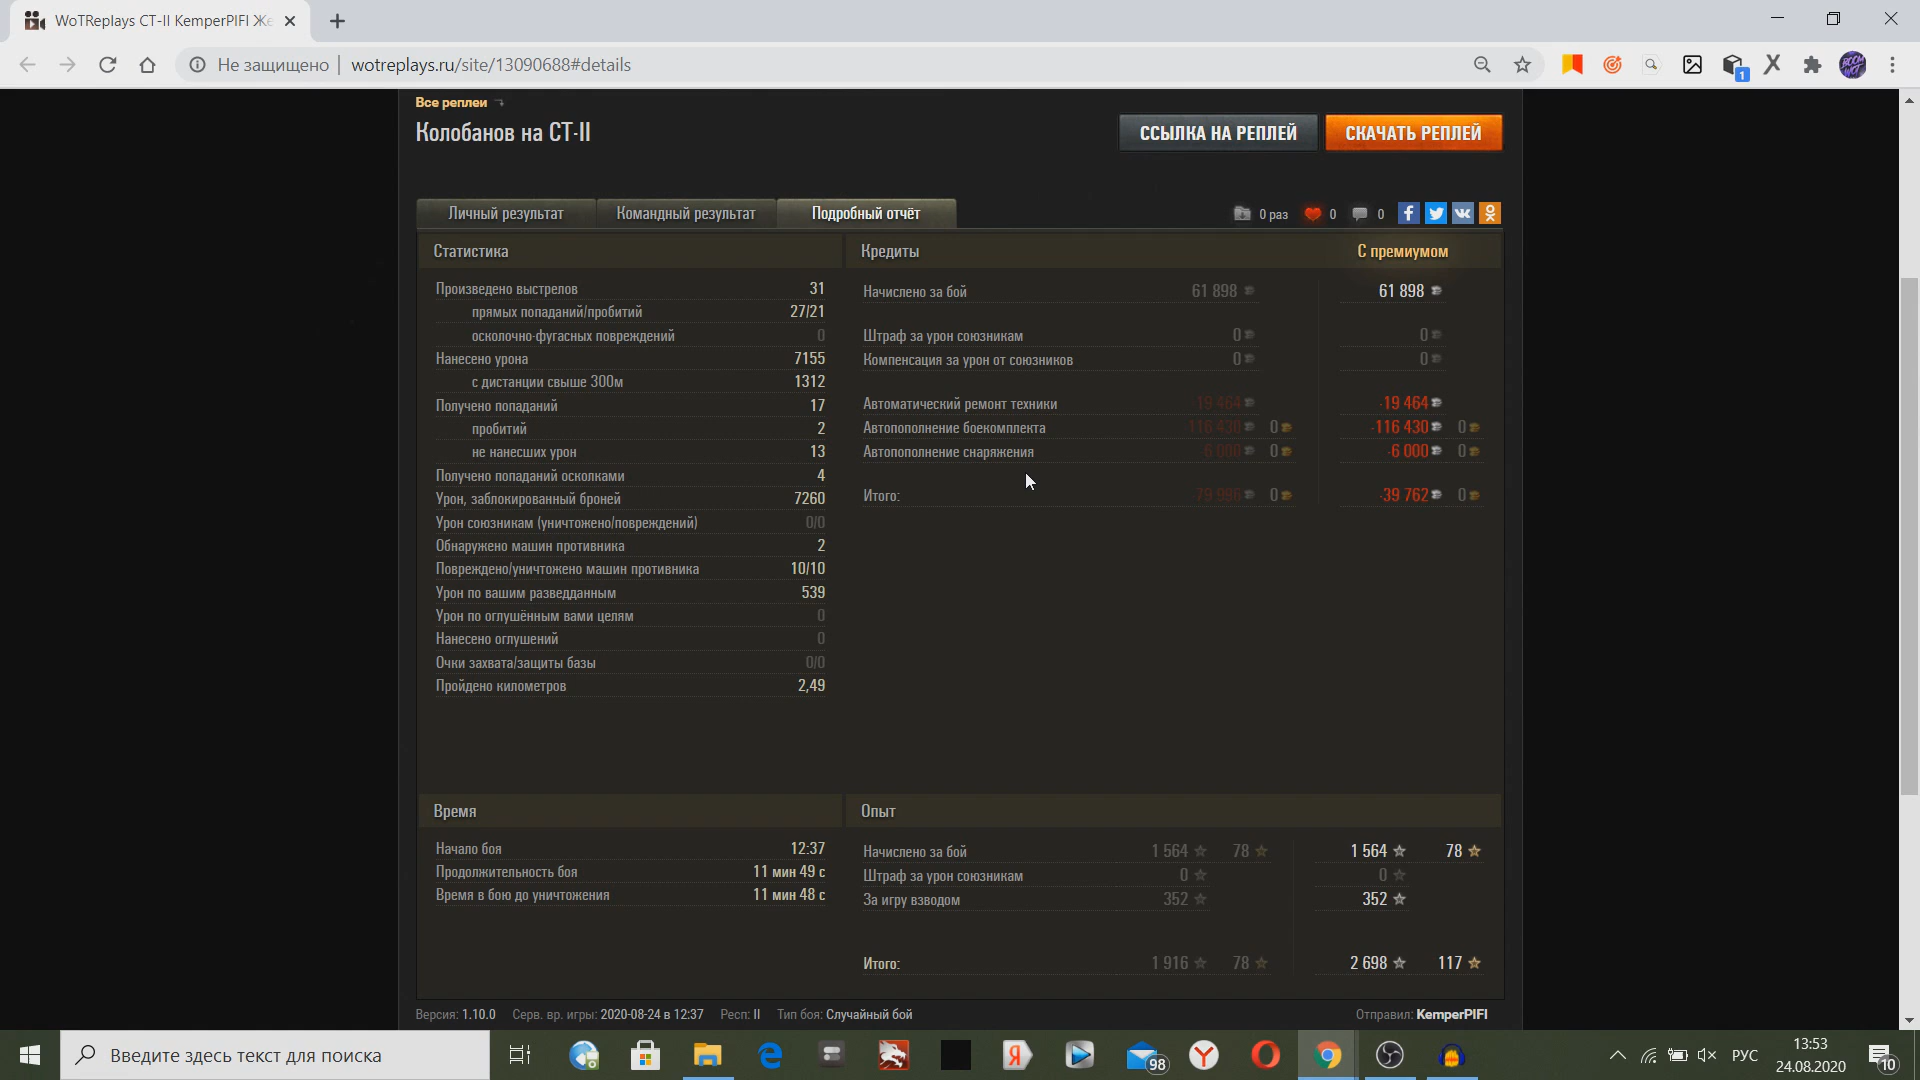 WoTReplays СТ-II KemperPIFI Же
Не защищено
wotreplays.ru/site/13090688#details
1
Все реплеи
Колобанов на СТ-II
ССЫЛКА НА РЕПЛЕЙ
СКАЧАТЬ РЕПЛЕЙ
Личный результат
Командный результат
Подробный отчёт
0 раз
0
0
Статистика
Произведено выстрелов 31
прямых попаданий/пробитий 27/21
осколочно-фугасных повреждений 0
Нанесено урона 7155
с дистанции свыше 300м 1312
Получено попаданий 17
пробитий 2
не нанесших урон 13
Получено попаданий осколками 4
Урон, заблокированный броней 7260
Урон союзникам (уничтожено/повреждений) 0/0
Обнаружено машин противника 2
Повреждено/уничтожено машин противника 10/10
Урон по вашим разведданным 539
Урон по оглушённым вами целям 0
Нанесено оглушений 0
Очки захвата/защиты базы 0/0
Пройдено километров 2,49
Кредиты С премиумом
Начислено за бой 61 898 61 898
Штраф за урон союзникам 0 0
Компенсация за урон от союзников 0 0
Автоматический ремонт техники -19 464 -19 464
Автопополнение боекомплекта -116 430 0 -116 430 0
Автопополнение снаряжения -6 000 0 -6 000 0
Итого: -79 996 0 -39 762 0
Время
Начало боя 12:37
Продолжительность боя 11 мин 49 с
Время в бою до уничтожения 11 мин 48 с
Опыт
Начислено за бой 1 564 78 1 564 78
Штраф за урон союзникам 0 0
За игру взводом 352 352
Итого: 1 916 78 2 698 117
Версия: 1.10.0 Серв. вр. игры: 2020-08-24 в 12:37 Респ: II Тип боя: Случайный бой Отправил: KemperPIFI
Введите здесь текст для поиска
Я
98
РУС
13:53
24.08.2020
10